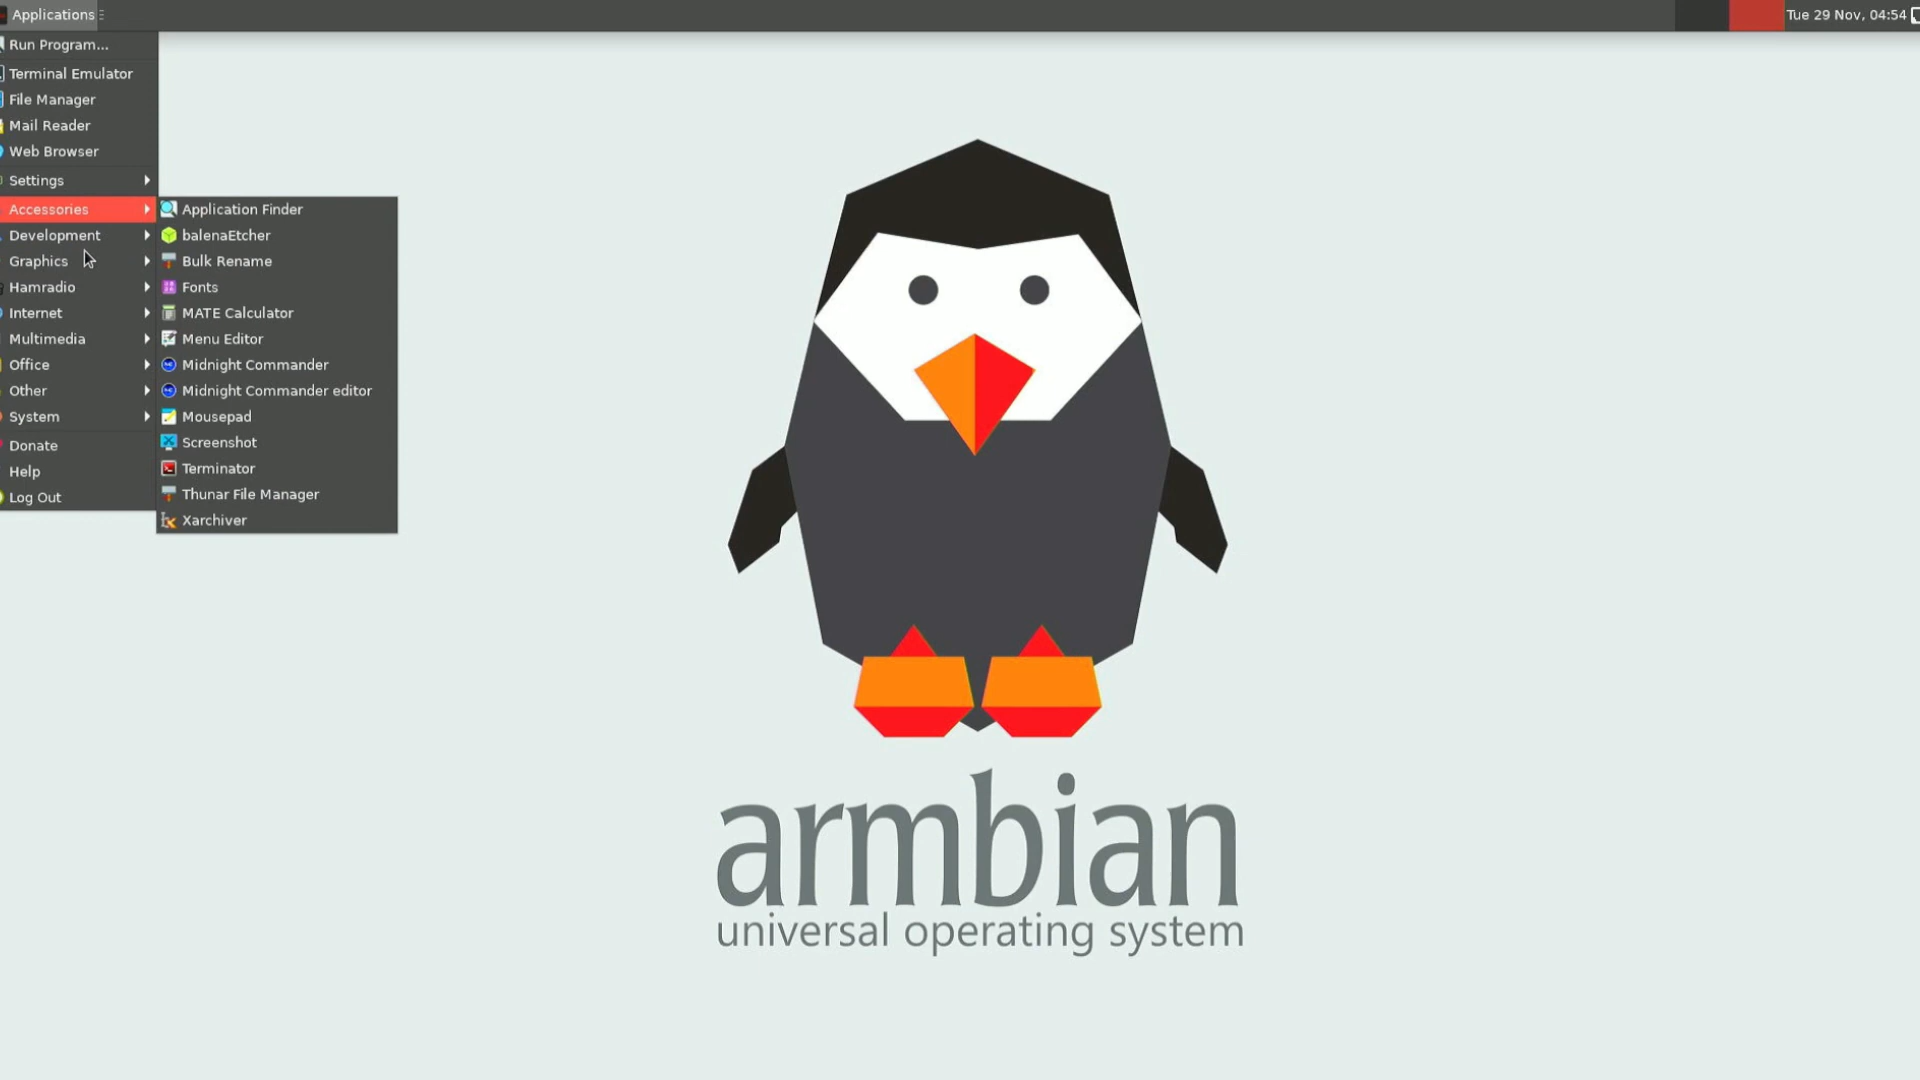 Applications
Tue 29 Nov, 04:54
Run Program...
Terminal Emulator
File Manager
Mail Reader
Web Browser
Settings
Accessories
Development
Graphics
Hamradio
Internet
Multimedia
Office
Other
System
Donate
Help
Log Out
Application Finder
balenaEtcher
Bulk Rename
Fonts
MATE Calculator
Menu Editor
Midnight Commander
Midnight Commander editor
Mousepad
Screenshot
Terminator
Thunar File Manager
Xarchiver
armbian
universal operating system